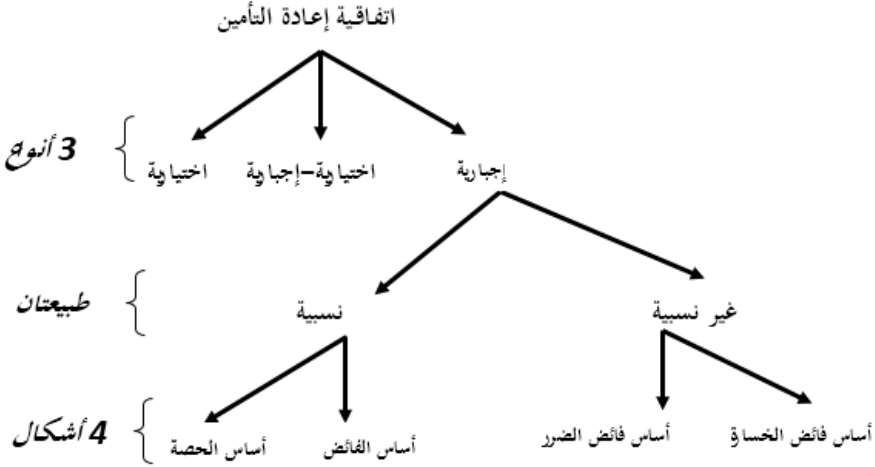 اتفاقية إعادة التأمين
3 أنواع
إجبارية
اختيارية–إجبارية
اختيارية
طبيعتان
غير نسبية
نسبية
4 أشكال
أساس فائض الخسارة
أساس فائض الضرر
أساس الفائض
أساس الحصة